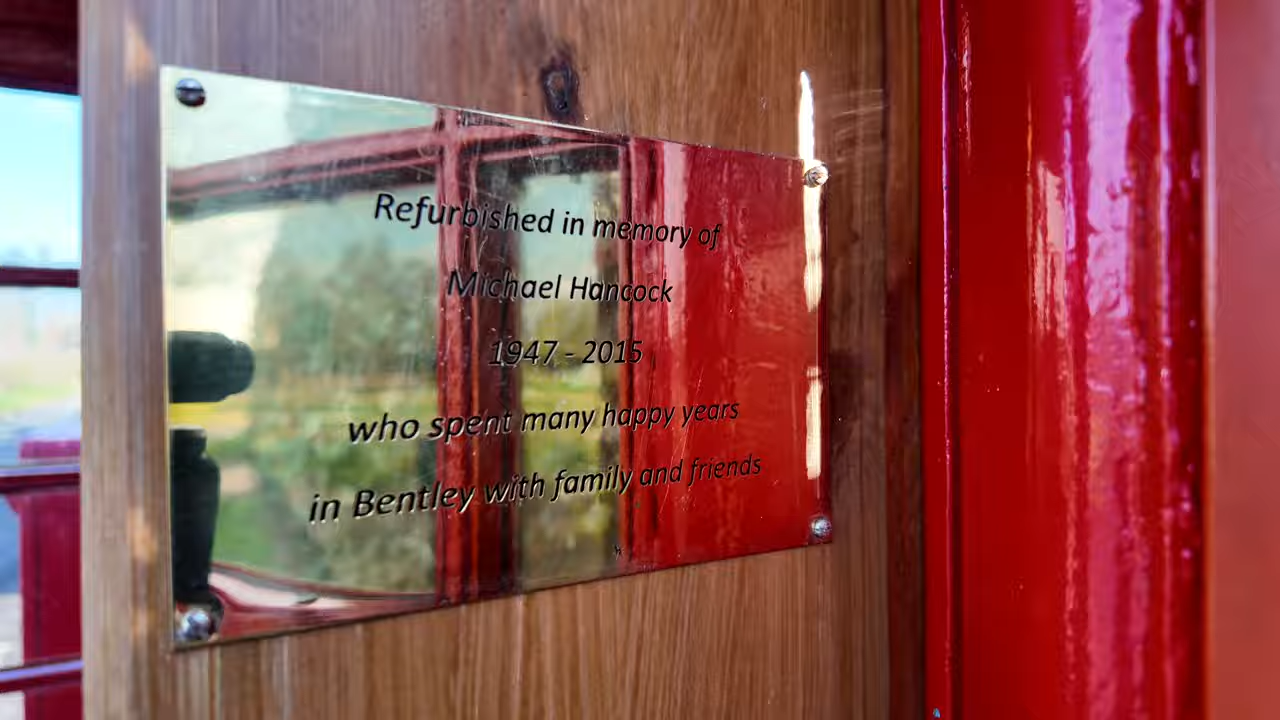 Refurbished in memory of
Michael Hancock
1947 - 2015
who spent many happy years
in Bentley with family and friends